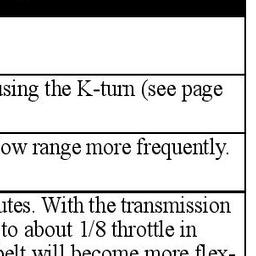 using the K-turn (see page
ow range more frequently.
utes. With the transmission
to about 1/8 throttle in
belt will become more flex-